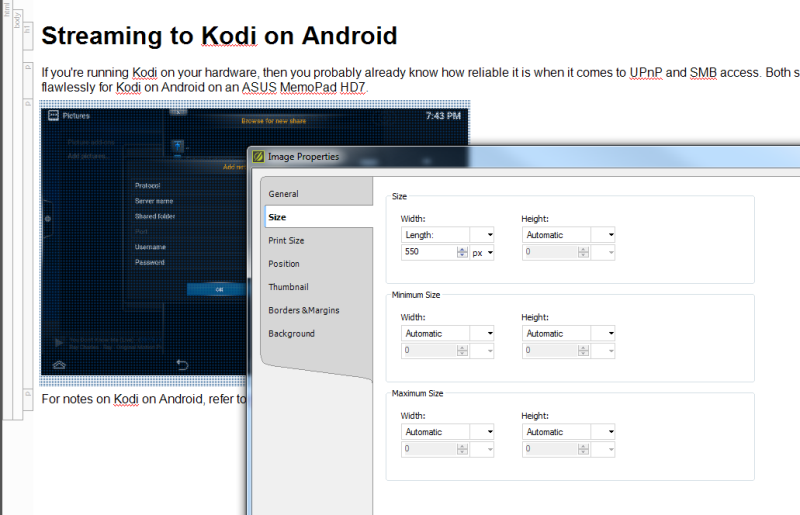 html
body
h1
p
p
p
Streaming to Kodi on Android
If you're running Kodi on your hardware, then you probably already know how reliable it is when it comes to UPnP and SMB access. Both s
flawlessly for Kodi on Android on an ASUS MemoPad HD7.
Pictures
Browse for new share
7:43 PM
Add pictures...
Add ne
Protocol
Server name
Shared folder
Port
Username
Password
OK
For notes on Kodi on Android, refer to
Image Properties
General
Size
Print Size
Position
Thumbnail
Borders & Margins
Background
Size
Width: Height:
Length: Automatic
550 px 0
Minimum Size
Width: Height:
Automatic Automatic
0 0
Maximum Size
Width: Height:
Automatic Automatic
0 0